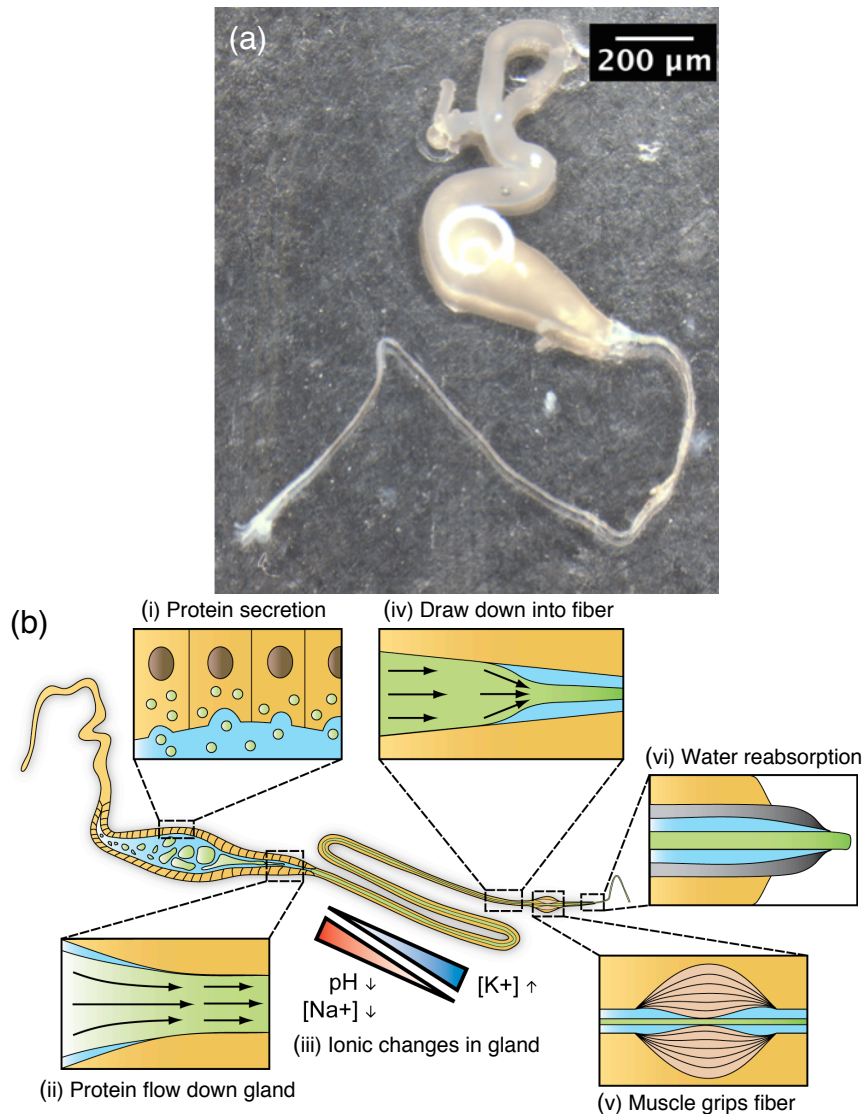 (a)
200 µm
(b)
(i) Protein secretion
(iv) Draw down into fiber
(vi) Water reabsorption
pH ↓
[Na+] ↓
[K+] ↑
(iii) Ionic changes in gland
(ii) Protein flow down gland
(v) Muscle grips fiber